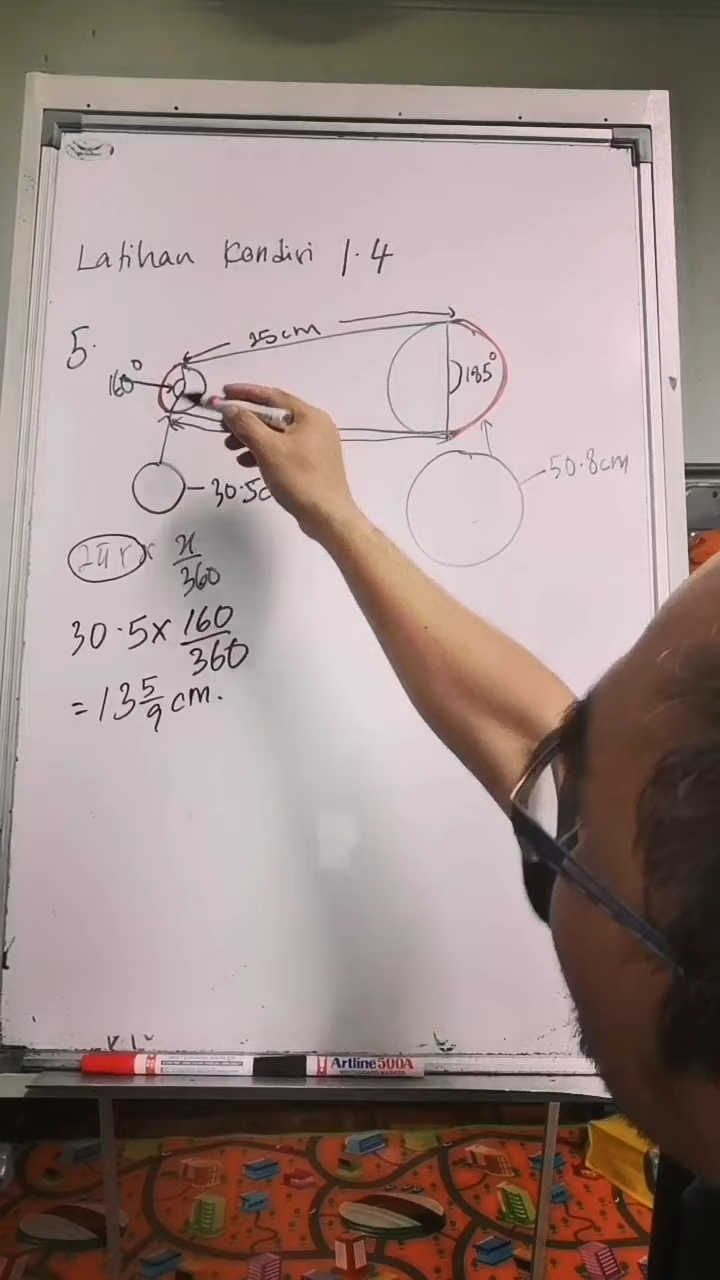 Latihan Kendiri 1.4
5.
25cm
160°
185°
30.5c
50.8cm
2πr × x/360
30.5 × 160/360
= 13 5/9 cm.
Artline 500A